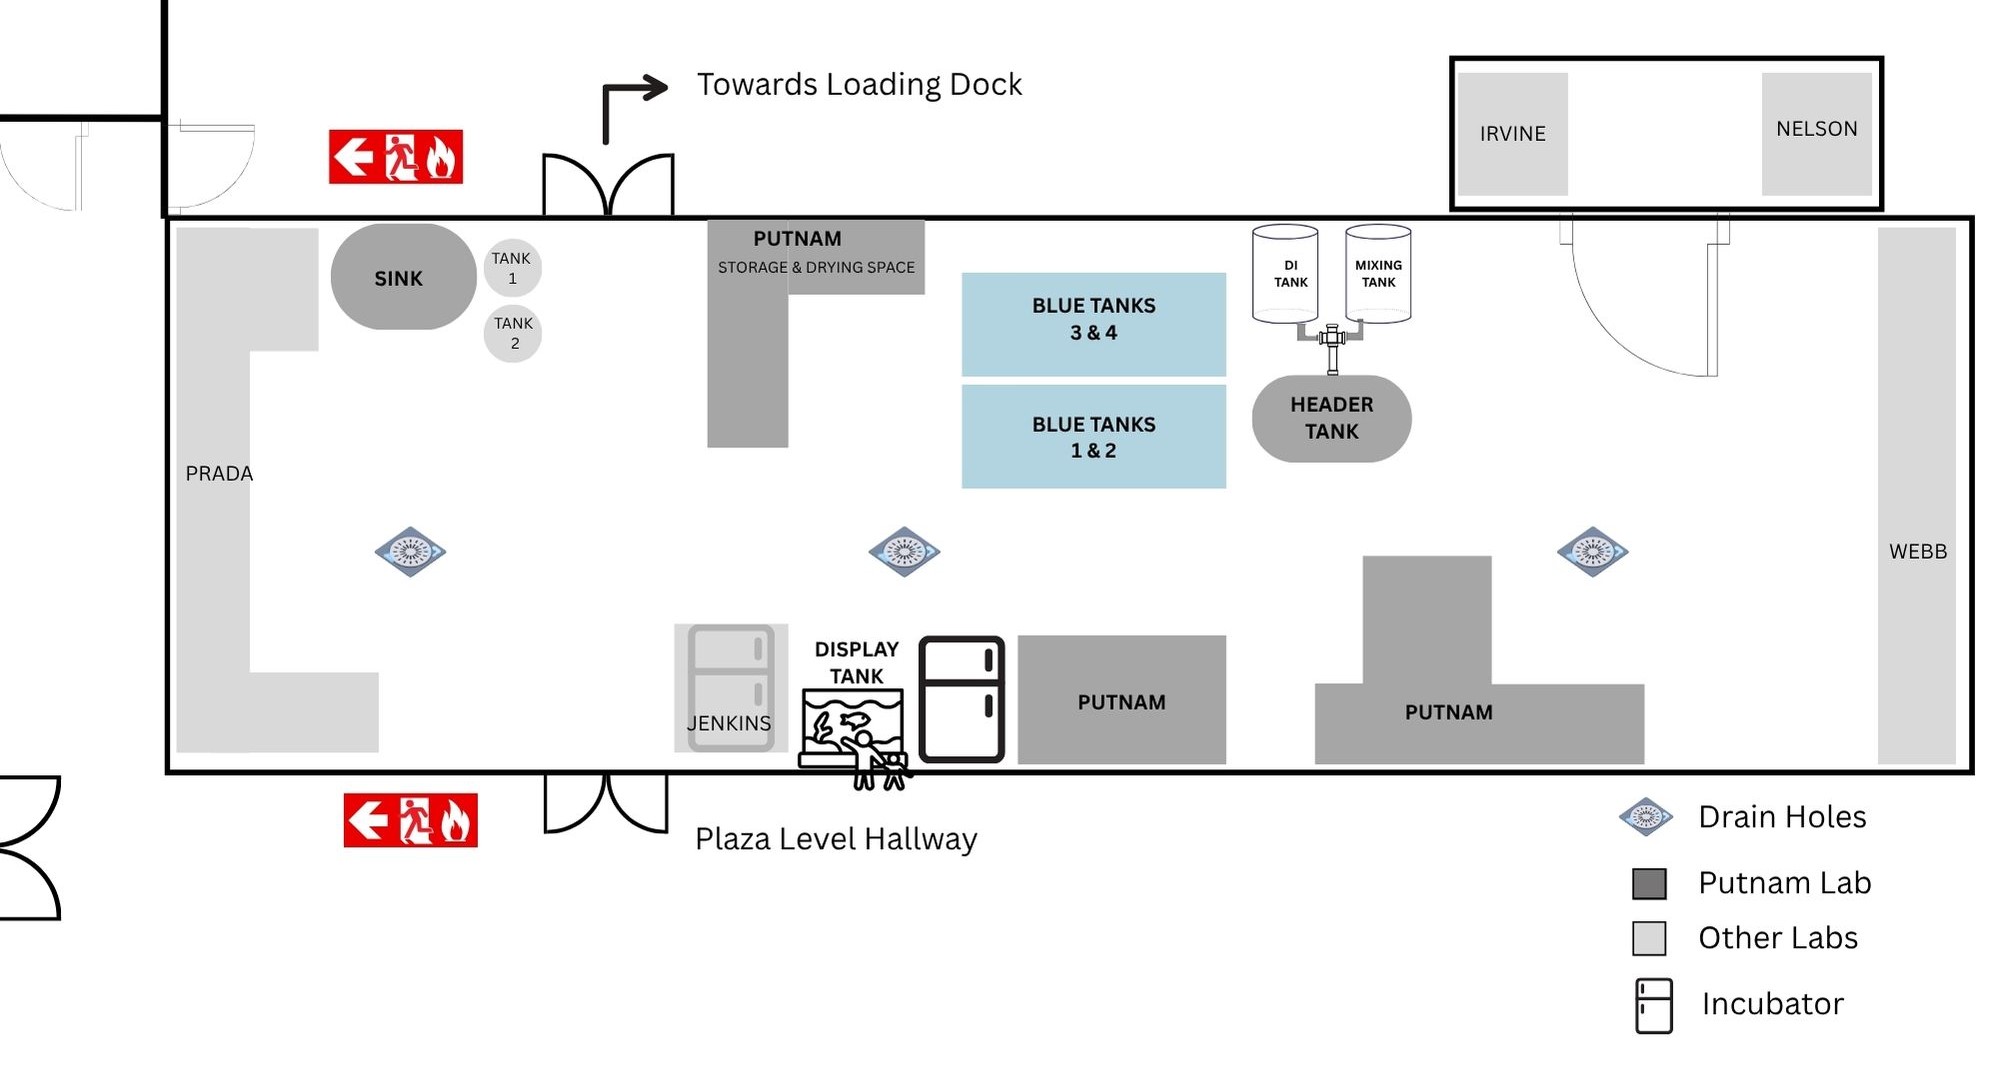 Towards Loading Dock
IRVINE
NELSON
SINK
TANK
1
TANK
2
PUTNAM
STORAGE & DRYING SPACE
BLUE TANKS
3 & 4
BLUE TANKS
1 & 2
DI
TANK
MIXING
TANK
HEADER
TANK
PRADA
WEBB
JENKINS
DISPLAY
TANK
PUTNAM
PUTNAM
Plaza Level Hallway
Drain Holes
Putnam Lab
Other Labs
Incubator